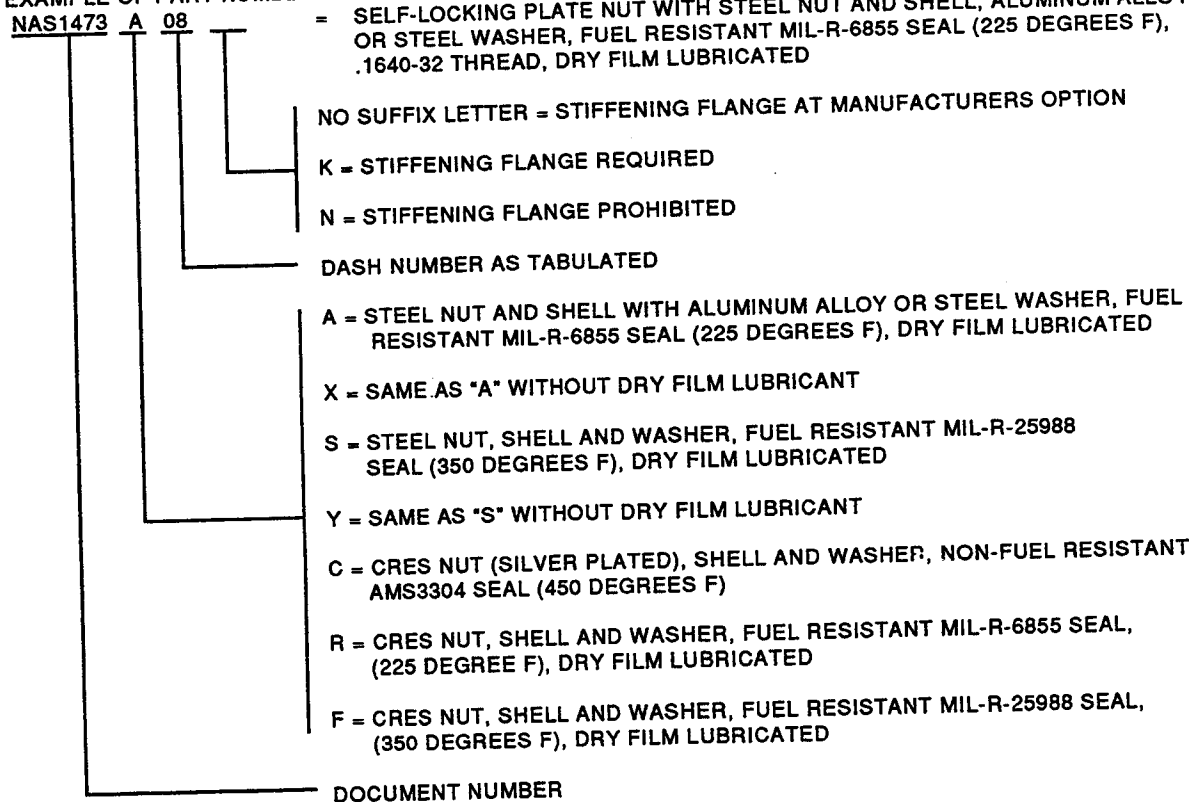 EXAMPLE OF PART
NAS1473 A 08 = SELF-LOCKING PLATE NUT WITH STEEL NUT AND SHELL, ALUMINUM ALLOY
OR STEEL WASHER, FUEL RESISTANT MIL-R-6855 SEAL (225 DEGREES F),
.1640-32 THREAD, DRY FILM LUBRICATED
NO SUFFIX LETTER = STIFFENING FLANGE AT MANUFACTURERS OPTION
K = STIFFENING FLANGE REQUIRED
N = STIFFENING FLANGE PROHIBITED
DASH NUMBER AS TABULATED
A = STEEL NUT AND SHELL WITH ALUMINUM ALLOY OR STEEL WASHER, FUEL
RESISTANT MIL-R-6855 SEAL (225 DEGREES F), DRY FILM LUBRICATED
X = SAME AS "A" WITHOUT DRY FILM LUBRICANT
S = STEEL NUT, SHELL AND WASHER, FUEL RESISTANT MIL-R-25988
SEAL (350 DEGREES F), DRY FILM LUBRICATED
Y = SAME AS "S" WITHOUT DRY FILM LUBRICANT
C = CRES NUT (SILVER PLATED), SHELL AND WASHER, NON-FUEL RESISTANT
AMS3304 SEAL (450 DEGREES F)
R = CRES NUT, SHELL AND WASHER, FUEL RESISTANT MIL-R-6855 SEAL,
(225 DEGREE F), DRY FILM LUBRICATED
F = CRES NUT, SHELL AND WASHER, FUEL RESISTANT MIL-R-25988 SEAL,
(350 DEGREES F), DRY FILM LUBRICATED
DOCUMENT NUMBER